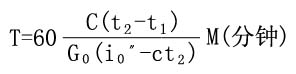 T=60 C(t₂-t₁)/G₀(i₀″-ct₂) M(分钟)